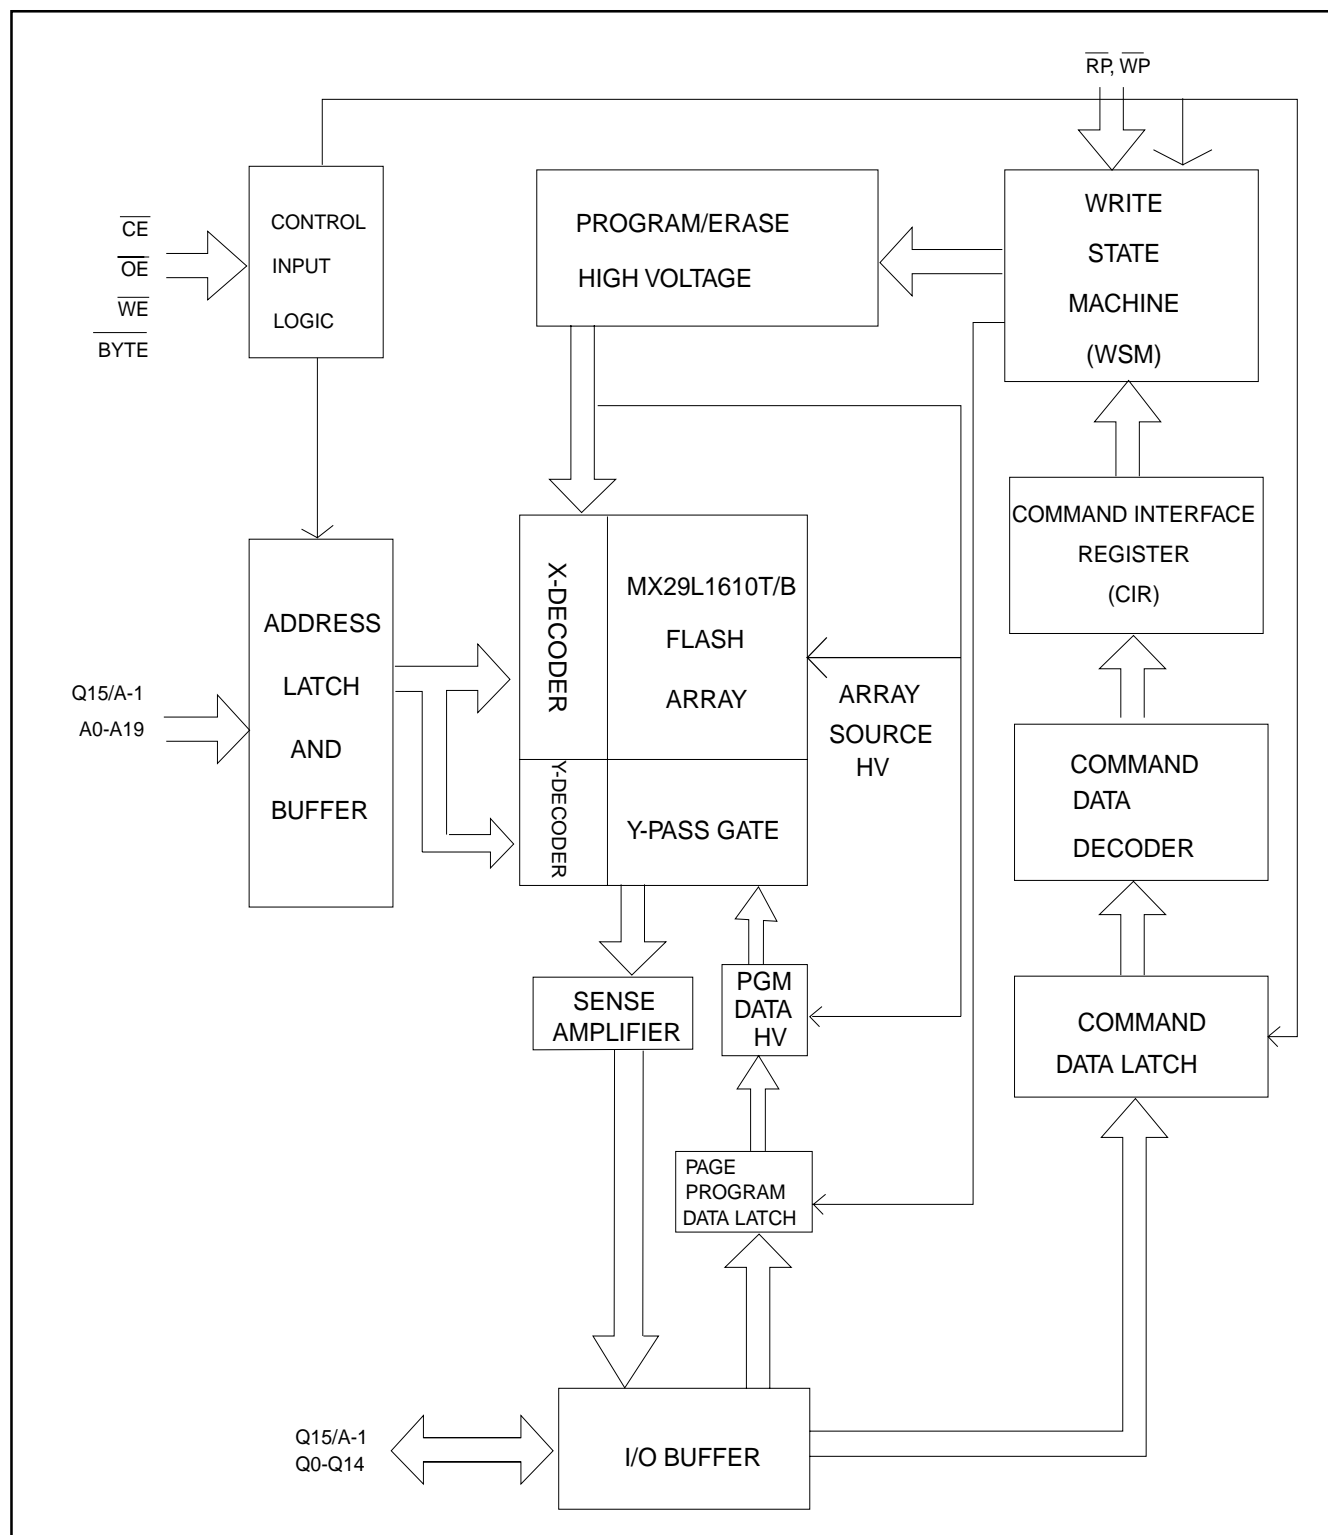 RP, WP
CONTROL
INPUT
LOGIC
CE
OE
WE
BYTE
PROGRAM/ERASE
HIGH VOLTAGE
WRITE
STATE
MACHINE
(WSM)
COMMAND INTERFACE
REGISTER
(CIR)
ADDRESS
LATCH
AND
BUFFER
Q15/A-1
A0-A19
X-DECODER
MX29L1610T/B
FLASH
ARRAY
ARRAY
SOURCE
HV
Y-DECODER
Y-PASS GATE
COMMAND
DATA
DECODER
SENSE
AMPLIFIER
PGM
DATA
HV
COMMAND
DATA LATCH
PAGE
PROGRAM
DATA LATCH
Q15/A-1
Q0-Q14
I/O BUFFER